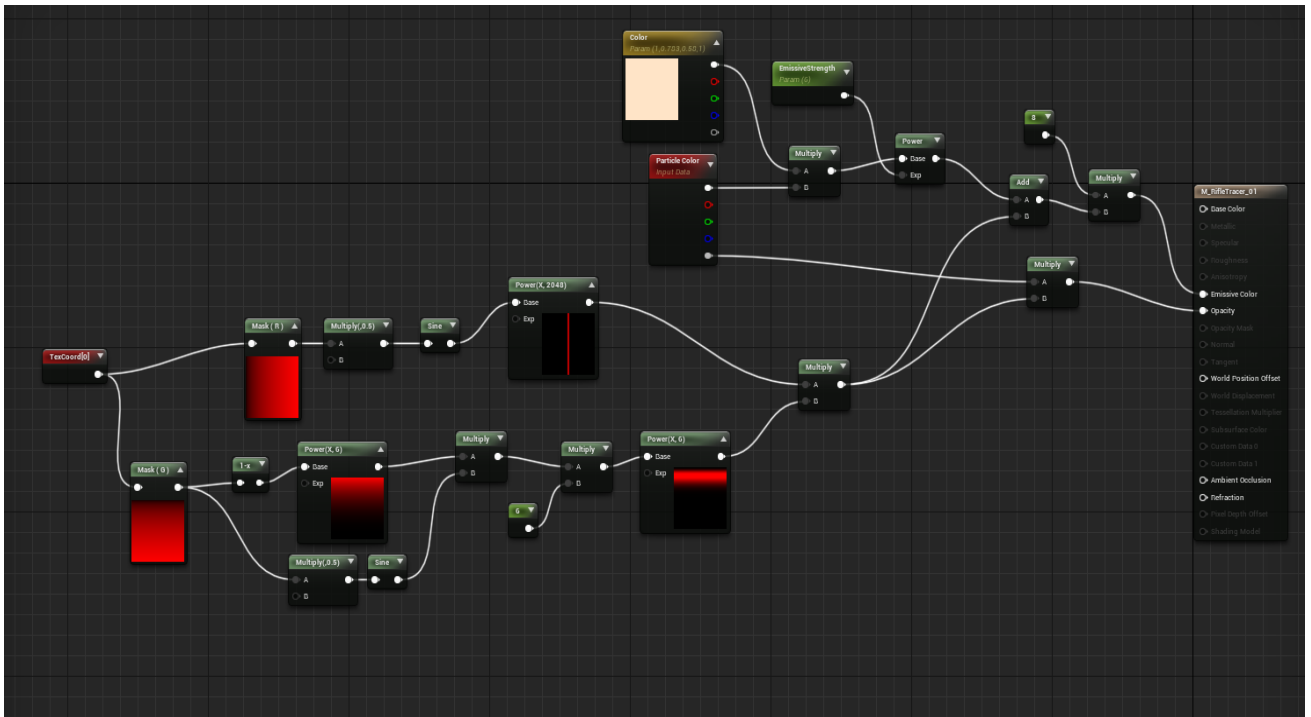 Color
Param (1,0.783,0.58,1)
EmissiveStrength
Param (6)
8
Particle Color
Input Data
Multiply
A
B
Power
Base
Exp
Add
A
B
Multiply
A
B
M_RifleTracer_01
Base Color
Metallic
Specular
Roughness
Anisotropy
Emissive Color
Opacity
Opacity Mask
Normal
Tangent
World Position Offset
World Displacement
Tessellation Multiplier
Subsurface Color
Custom Data 0
Custom Data 1
Ambient Occlusion
Refraction
Pixel Depth Offset
Shading Model
Multiply
A
B
Power(X, 2048)
Base
Exp
Mask ( R )
Multiply(,0.5)
A
B
Sine
TexCoord[0]
Multiply
A
B
Mask ( G )
1-x
Power(X, 6)
Base
Exp
Multiply
A
B
Multiply
A
B
Power(X, 6)
Base
Exp
6
Multiply(,0.5)
A
B
Sine